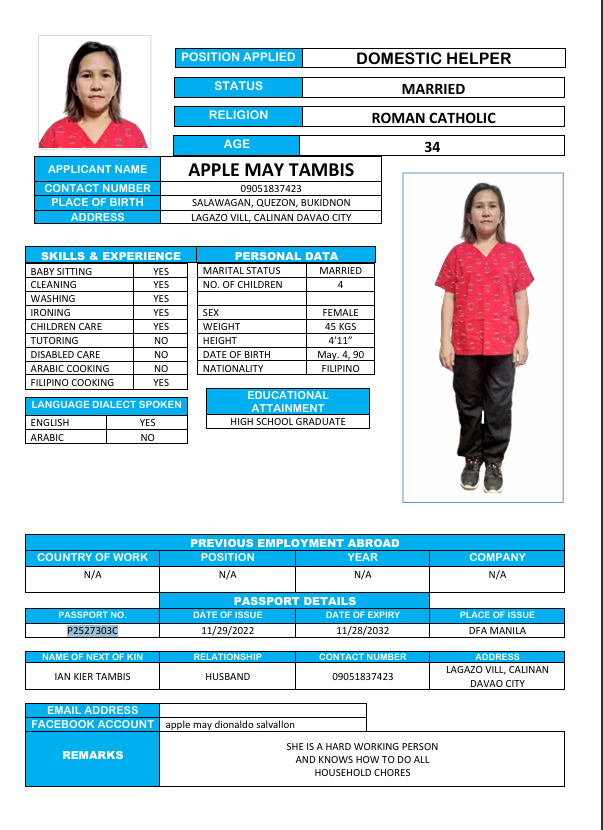 POSITION APPLIED DOMESTIC HELPER
STATUS MARRIED
RELIGION ROMAN CATHOLIC
AGE 34
APPLICANT NAME APPLE MAY TAMBIS
CONTACT NUMBER 09051837423
PLACE OF BIRTH SALAWAGAN, QUEZON, BUKIDNON
ADDRESS LAGAZO VILL, CALINAN DAVAO CITY
SKILLS & EXPERIENCE
BABY SITTING YES
CLEANING YES
WASHING YES
IRONING YES
CHILDREN CARE YES
TUTORING NO
DISABLED CARE NO
ARABIC COOKING NO
FILIPINO COOKING YES
LANGUAGE DIALECT SPOKEN
ENGLISH YES
ARABIC NO
PERSONAL DATA
MARITAL STATUS MARRIED
NO. OF CHILDREN 4
SEX FEMALE
WEIGHT 45 KGS
HEIGHT 4’11”
DATE OF BIRTH May. 4, 90
NATIONALITY FILIPINO
EDUCATIONAL
ATTAINMENT
HIGH SCHOOL GRADUATE
PREVIOUS EMPLOYMENT ABROAD
COUNTRY OF WORK POSITION YEAR COMPANY
N/A N/A N/A N/A
PASSPORT DETAILS
PASSPORT NO. DATE OF ISSUE DATE OF EXPIRY PLACE OF ISSUE
P2527303C 11/29/2022 11/28/2032 DFA MANILA
NAME OF NEXT OF KIN RELATIONSHIP CONTACT NUMBER ADDRESS
IAN KIER TAMBIS HUSBAND 09051837423 LAGAZO VILL, CALINAN
DAVAO CITY
EMAIL ADDRESS
FACEBOOK ACCOUNT apple may dionaldo salvallon
REMARKS
SHE IS A HARD WORKING PERSON
AND KNOWS HOW TO DO ALL
HOUSEHOLD CHORES